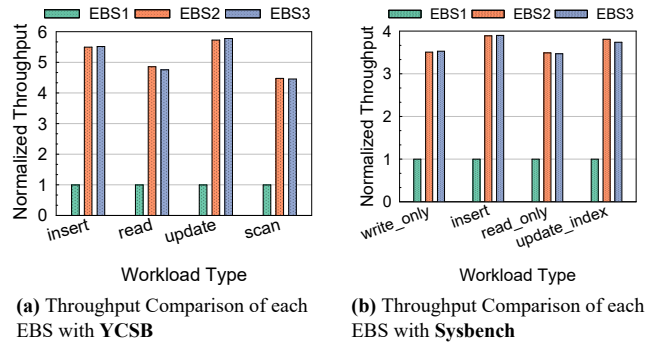 EBS1 EBS2 EBS3
Normalized Throughput
7
6
5
4
3
2
1
0
insert read update scan
Workload Type
(a) Throughput Comparison of each
EBS with YCSB
EBS1 EBS2 EBS3
Normalized Throughput
4
3
2
1
0
write_only insert read_only update_index
Workload Type
(b) Throughput Comparison of each
EBS with Sysbench